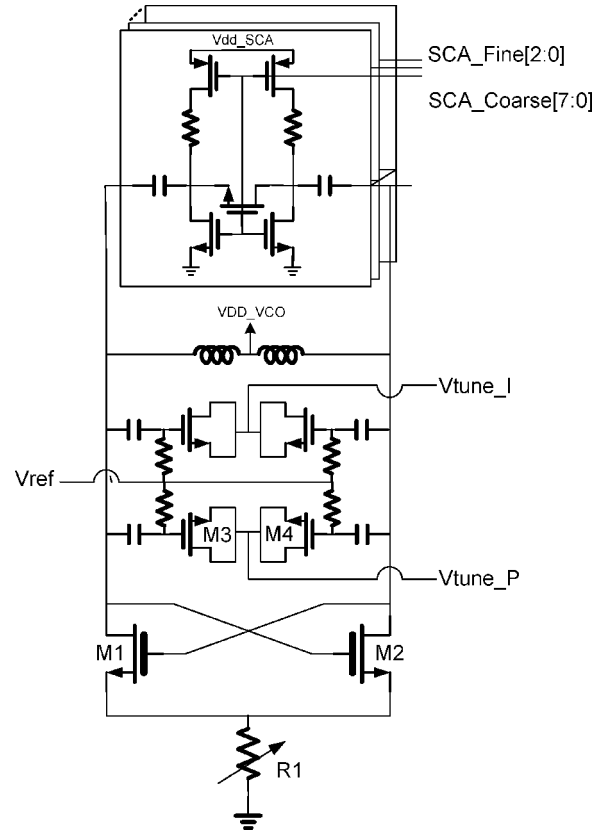 Vdd_SCA
SCA_Fine[2:0]
SCA_Coarse[7:0]
VDD_VCO
Vtune_I
Vref
M3 M4
Vtune_P
M1 M2
R1